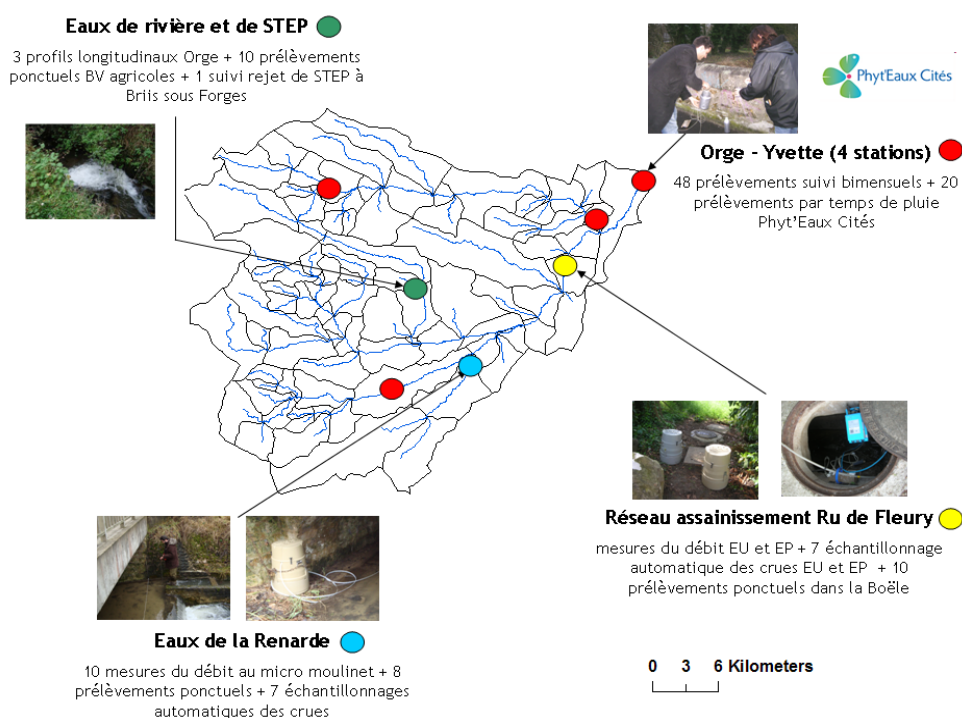 Eaux de rivière et de STEP
3 profils longitudinaux Orge + 10 prélèvements
ponctuels BV agricoles + 1 suivi rejet de STEP à
Briis sous Forges
Phyt'Eaux Cités
Orge - Yvette (4 stations)
48 prélèvements suivi bimensuels + 20
prélèvements par temps de pluie
Phyt'Eaux Cités
Réseau assainissement Ru de Fleury
mesures du débit EU et EP + 7 échantillonnage
automatique des crues EU et EP + 10
prélèvements ponctuels dans la Boële
Eaux de la Renarde
10 mesures du débit au micro moulinet + 8
prélèvements ponctuels + 7 échantillonnages
automatiques des crues
0 3 6 Kilometers